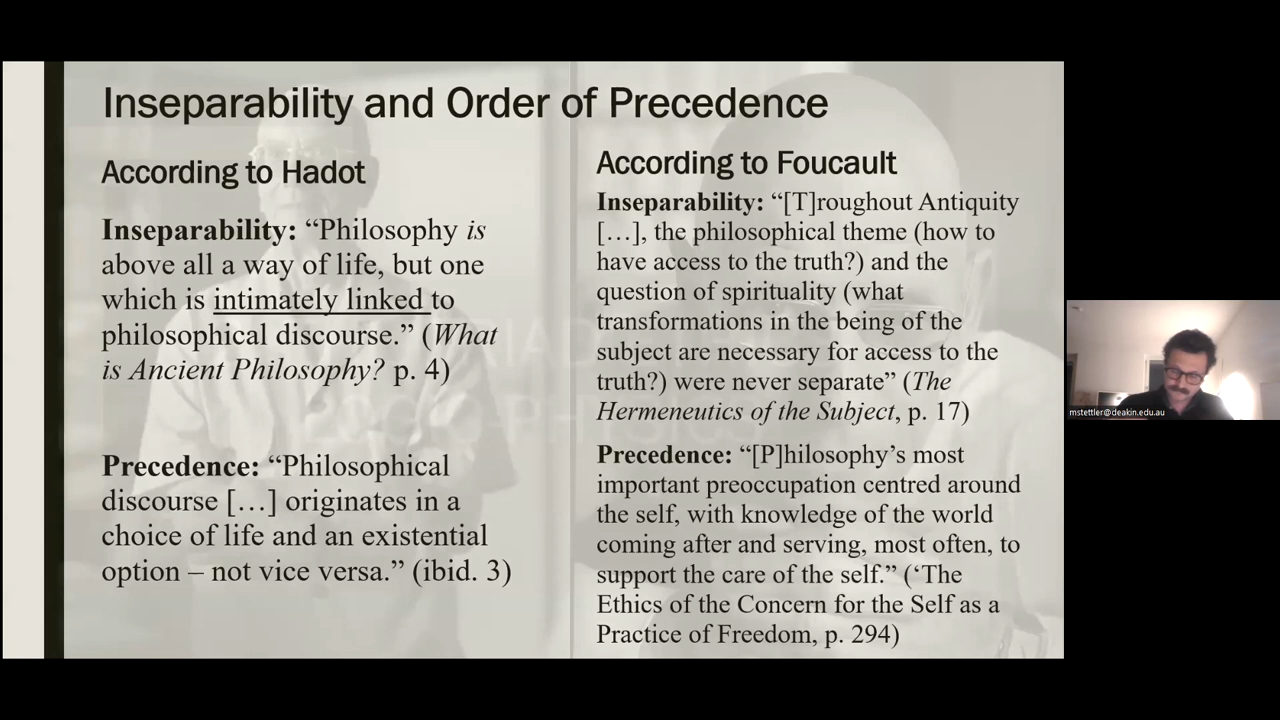 Inseparability and Order of Precedence
According to Hadot
Inseparability: “Philosophy is
above all a way of life, but one
which is intimately linked to
philosophical discourse.” (What
is Ancient Philosophy? p. 4)
Precedence: “Philosophical
discourse […] originates in a
choice of life and an existential
option – not vice versa.” (ibid. 3)
According to Foucault
Inseparability: “[T]roughout Antiquity
[…], the philosophical theme (how to
have access to the truth?) and the
question of spirituality (what
transformations in the being of the
subject are necessary for access to the
truth?) were never separate” (The
Hermeneutics of the Subject, p. 17)
Precedence: “[P]hilosophy’s most
important preoccupation centred around
the self, with knowledge of the world
coming after and serving, most often, to
support the care of the self.” (‘The
Ethics of the Concern for the Self as a
Practice of Freedom, p. 294)
mstettler@deakin.edu.au